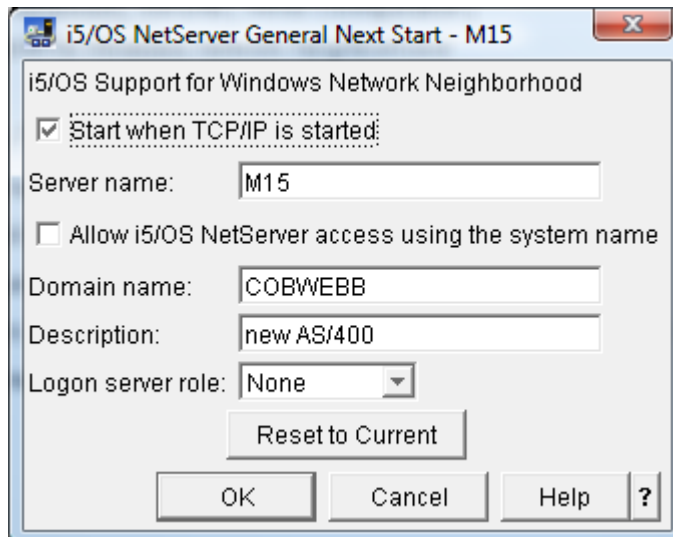 i5/OS NetServer General Next Start - M15
i5/OS Support for Windows Network Neighborhood
Start when TCP/IP is started
Server name: M15
Allow i5/OS NetServer access using the system name
Domain name: COBWEBB
Description: new AS/400
Logon server role: None
Reset to Current
OK Cancel Help ?